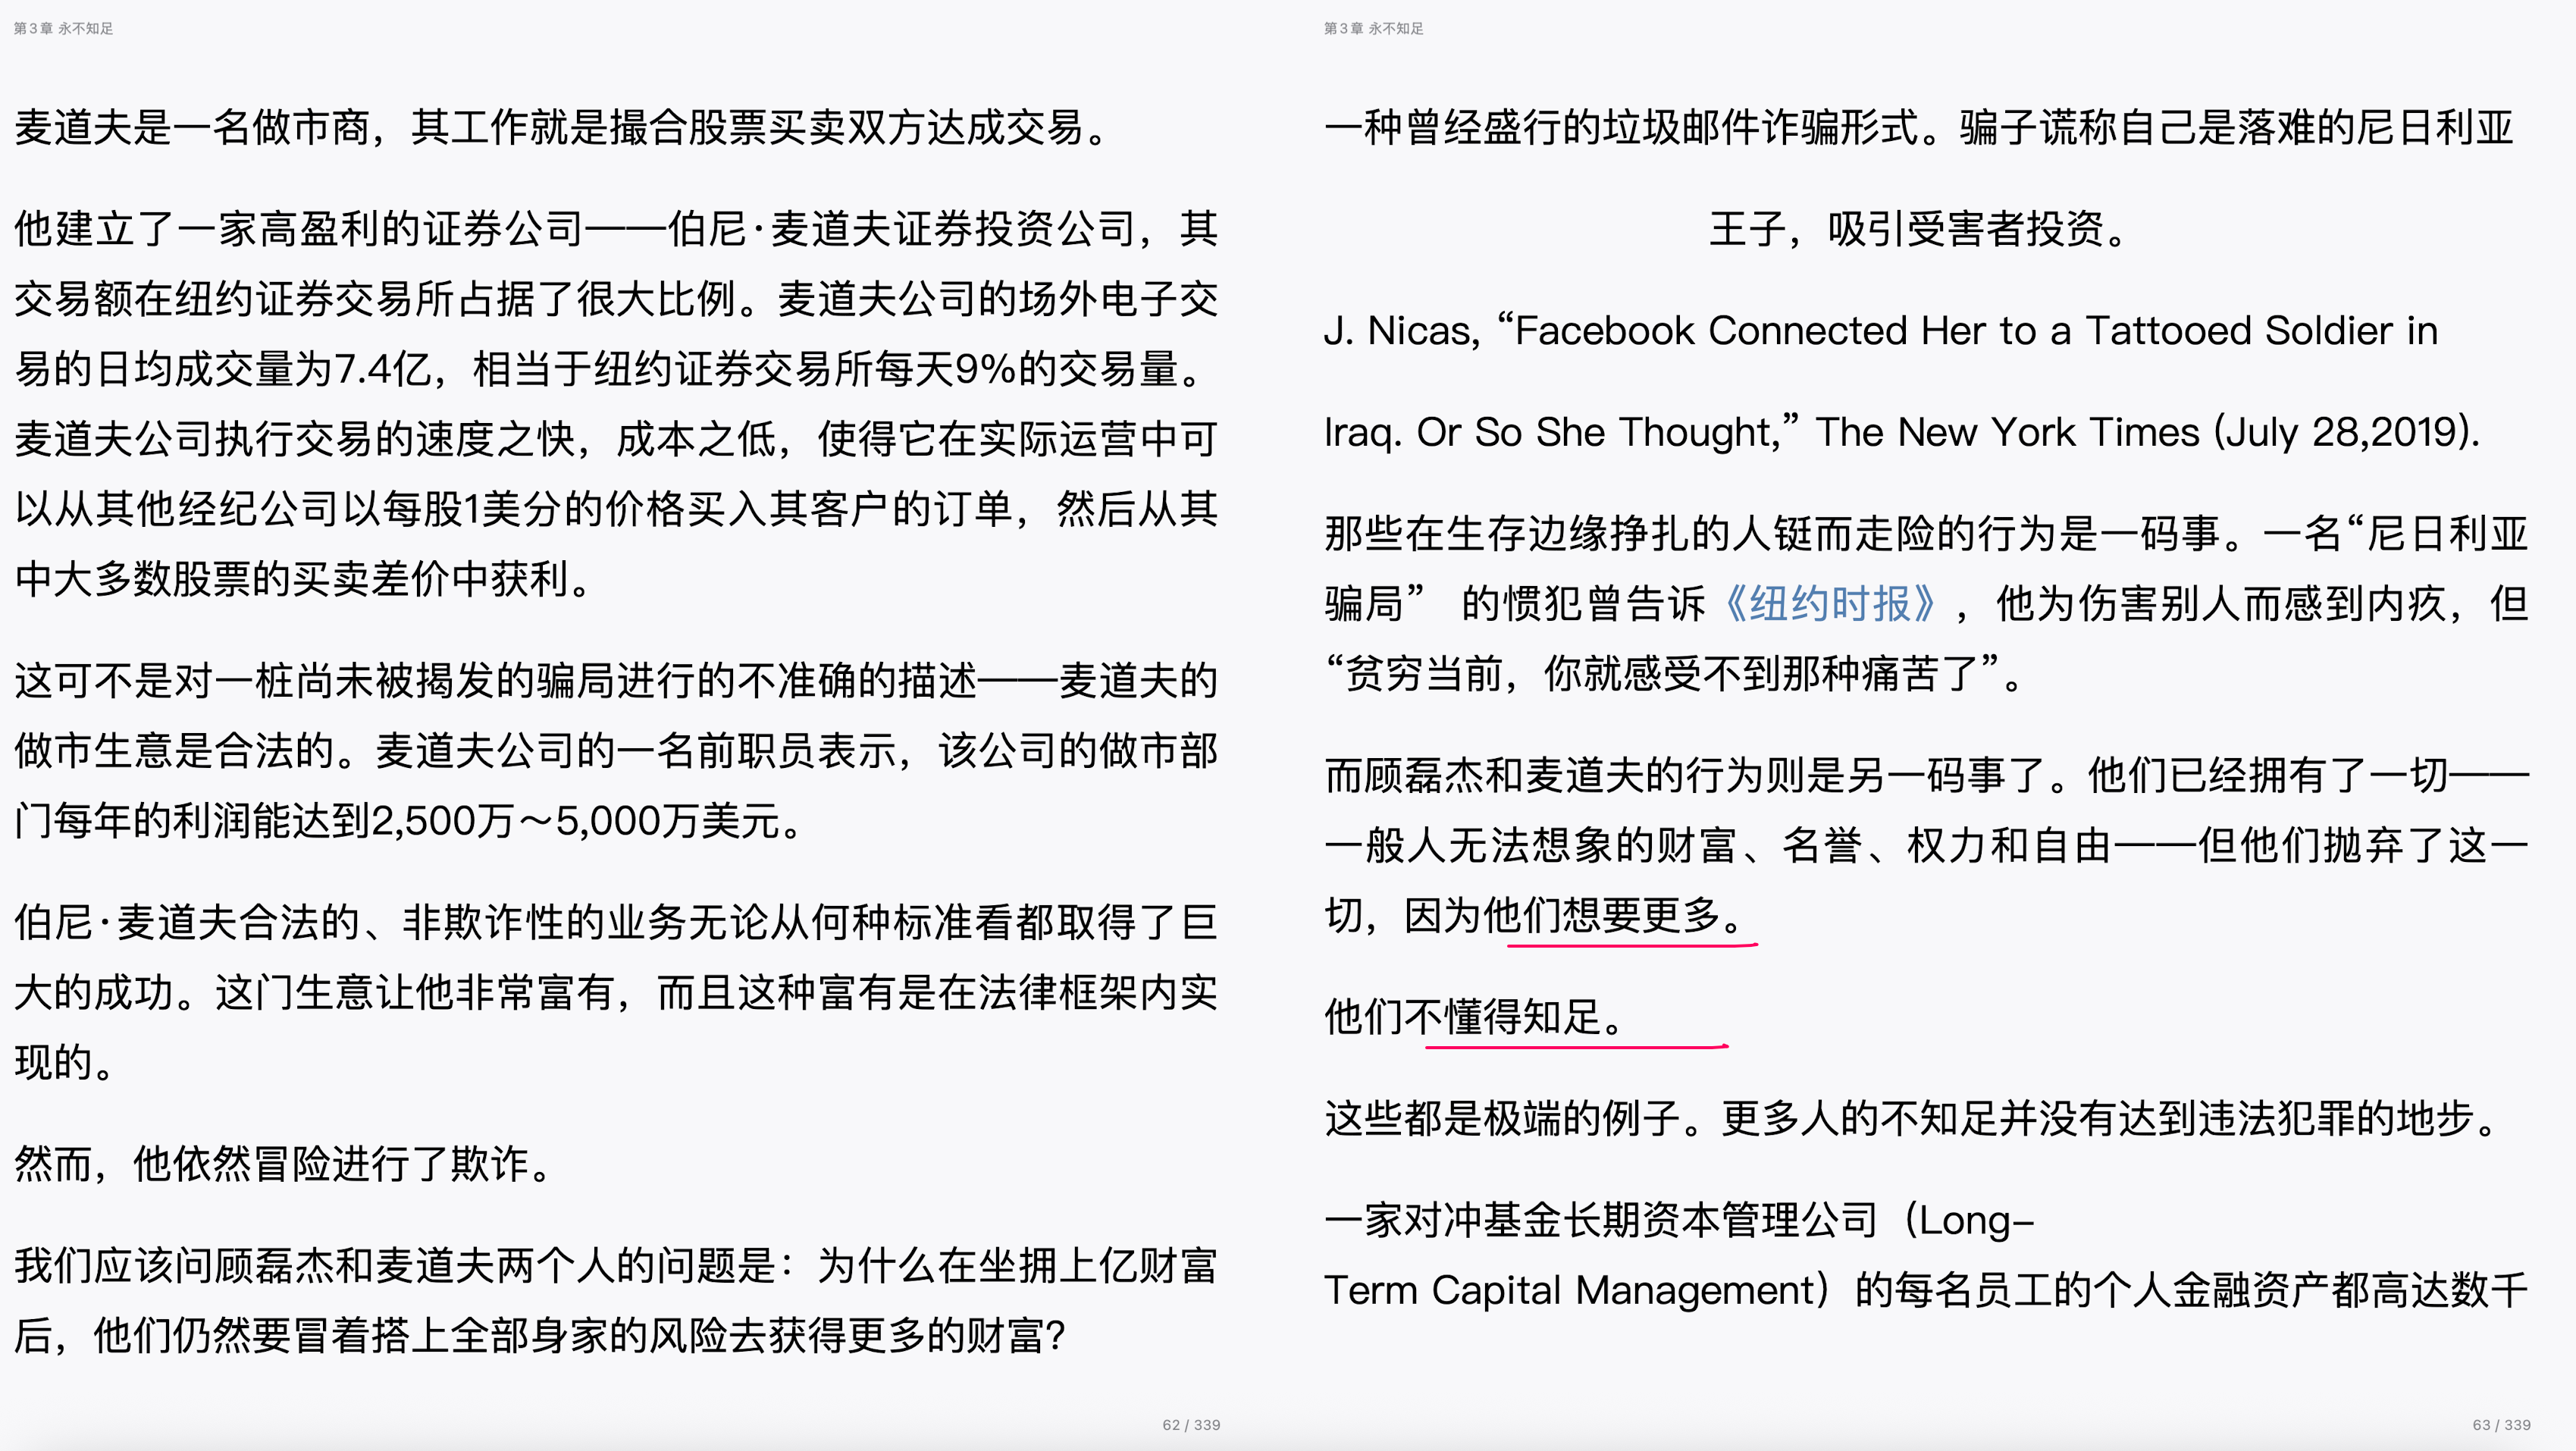 第3章 永不知足
麦道夫是一名做市商，其工作就是撮合股票买卖双方达成交易。
他建立了一家高盈利的证券公司——伯尼·麦道夫证券投资公司，其
交易额在纽约证券交易所占据了很大比例。麦道夫公司的场外电子交
易的日均成交量为7.4亿，相当于纽约证券交易所每天9%的交易量。
麦道夫公司执行交易的速度之快，成本之低，使得它在实际运营中可
以从其他经纪公司以每股1美分的价格买入其客户的订单，然后从其
中大多数股票的买卖差价中获利。
这可不是对一桩尚未被揭发的骗局进行的不准确的描述——麦道夫的
做市生意是合法的。麦道夫公司的一名前职员表示，该公司的做市部
门每年的利润能达到2,500万～5,000万美元。
伯尼·麦道夫合法的、非欺诈性的业务无论从何种标准看都取得了巨
大的成功。这门生意让他非常富有，而且这种富有是在法律框架内实
现的。
然而，他依然冒险进行了欺诈。
我们应该问顾磊杰和麦道夫两个人的问题是：为什么在坐拥上亿财富
后，他们仍然要冒着搭上全部身家的风险去获得更多的财富？
62 / 339
第3章 永不知足
一种曾经盛行的垃圾邮件诈骗形式。骗子谎称自己是落难的尼日利亚
王子，吸引受害者投资。
J. Nicas, “Facebook Connected Her to a Tattooed Soldier in
Iraq. Or So She Thought,” The New York Times (July 28,2019).
那些在生存边缘挣扎的人铤而走险的行为是一码事。一名“尼日利亚
骗局” 的惯犯曾告诉《纽约时报》，他为伤害别人而感到内疚，但
“贫穷当前，你就感受不到那种痛苦了”。
而顾磊杰和麦道夫的行为则是另一码事了。他们已经拥有了一切——
一般人无法想象的财富、名誉、权力和自由——但他们抛弃了这一
切，因为他们想要更多。
他们不懂得知足。
这些都是极端的例子。更多人的不知足并没有达到违法犯罪的地步。
一家对冲基金长期资本管理公司（Long-
Term Capital Management）的每名员工的个人金融资产都高达数千
63 / 339